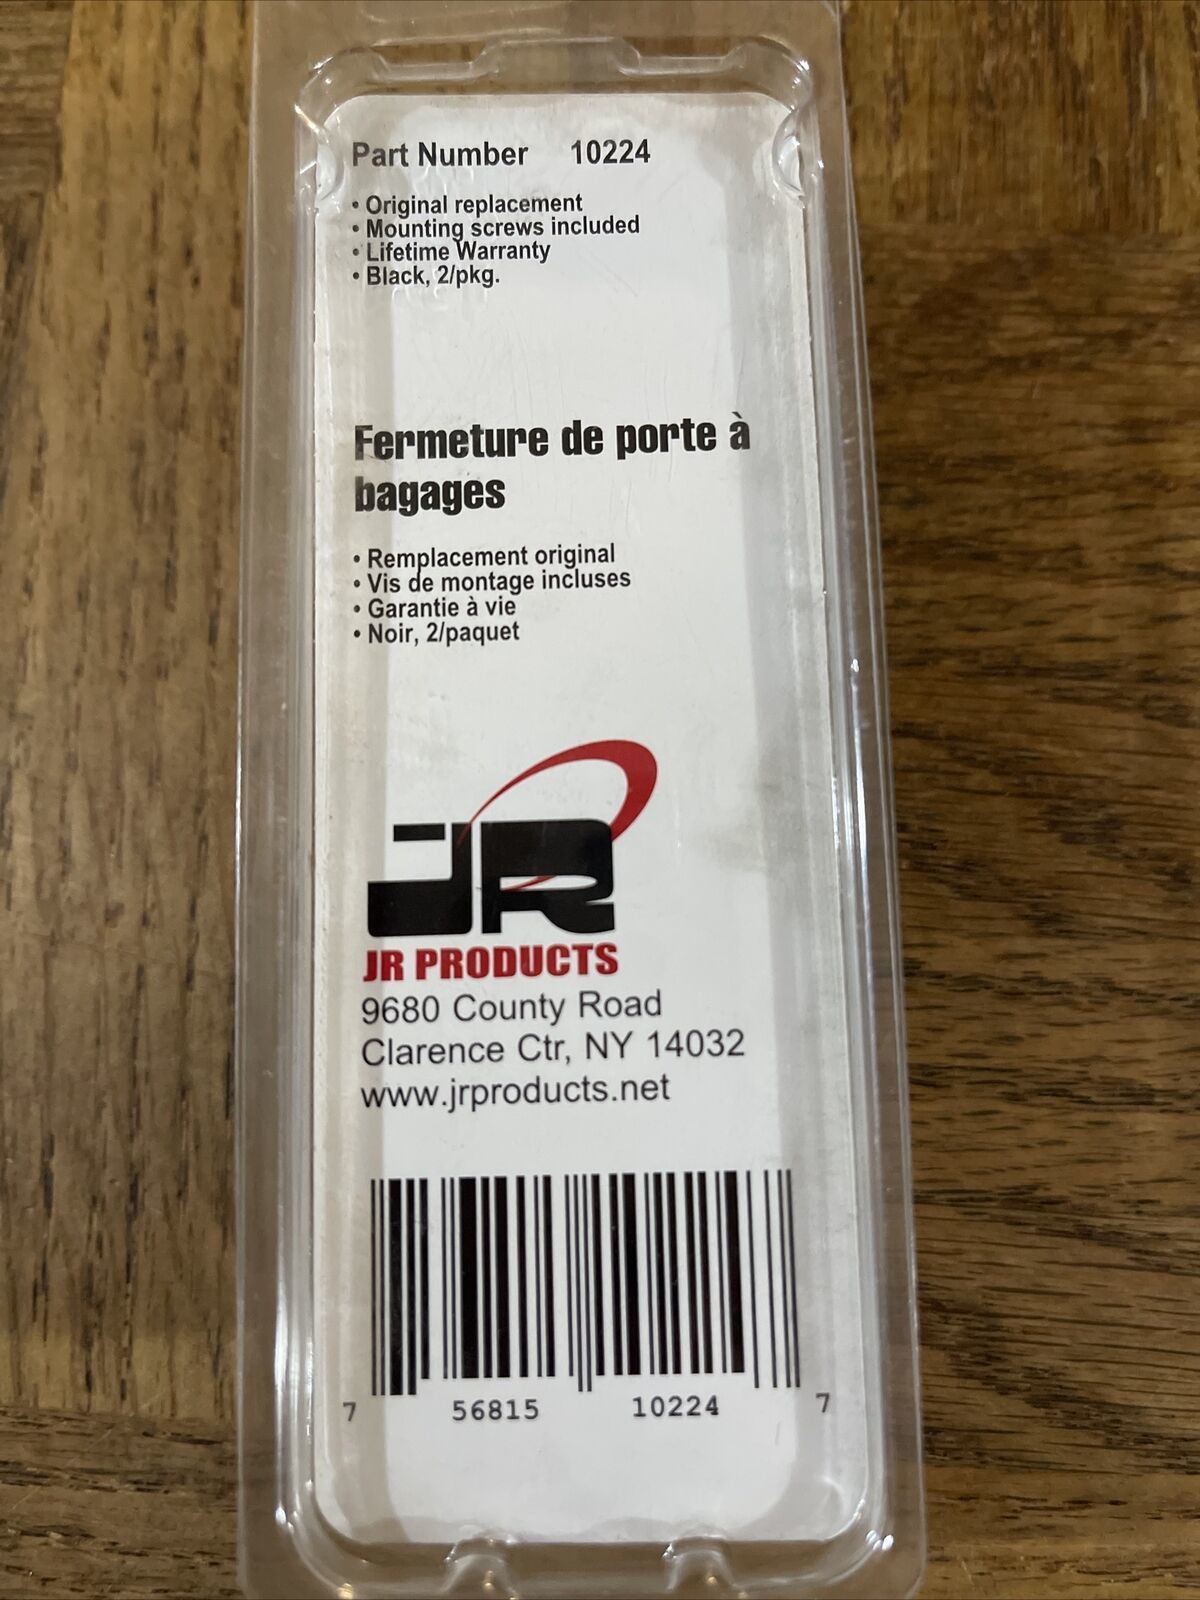 Part Number 10224
• Original replacement
• Mounting screws included
• Lifetime Warranty
• Black, 2/pkg.
Fermeture de porte à
bagages
• Remplacement original
• Vis de montage incluses
• Garantie à vie
• Noir, 2/paquet
JR
JR PRODUCTS
9680 County Road
Clarence Ctr, NY 14032
www.jrproducts.net
7 56815 10224 7